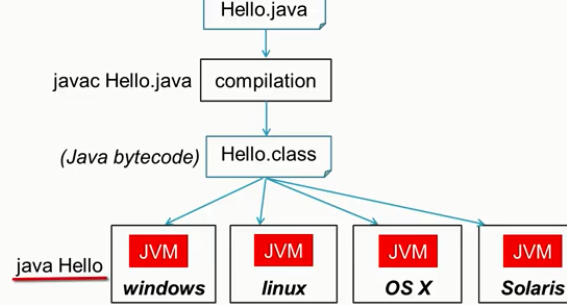 Hello.java
javac Hello.java
compilation
(Java bytecode)
Hello.class
java Hello
JVM
JVM
JVM
JVM
windows
linux
OS X
Solaris